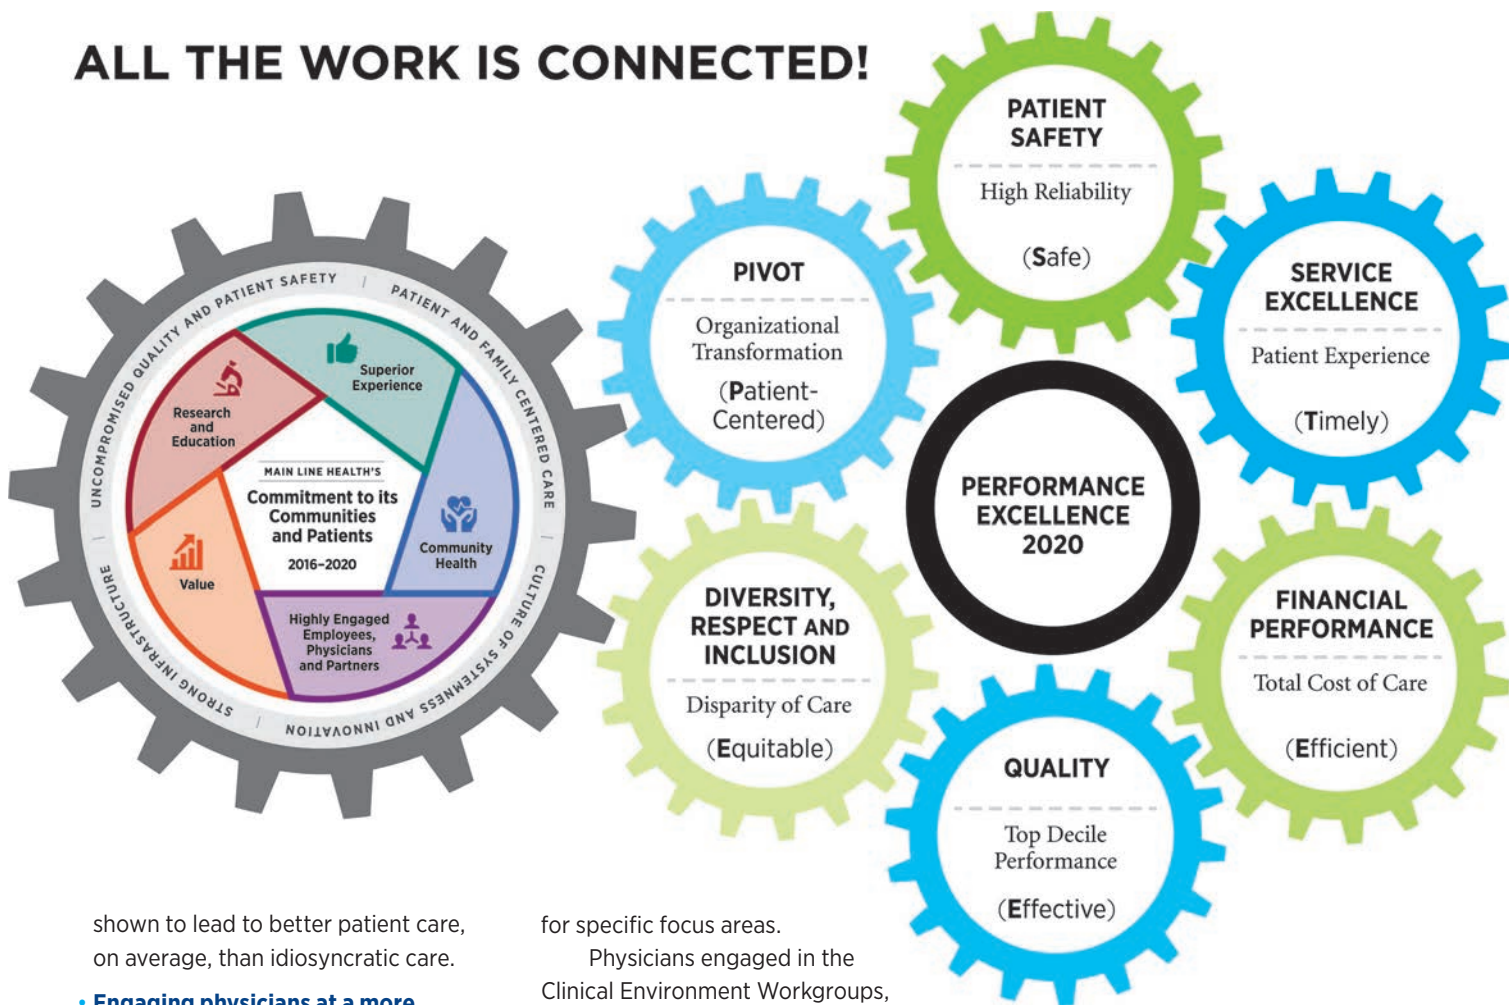 ALL THE WORK IS CONNECTED!
UNCOMPROMISED QUALITY AND PATIENT SAFETY | PATIENT AND FAMILY CENTERED CARE | CULTURE OF SYSTEMNESS AND INNOVATION | STRONG INFRASTRUCTURE |
Superior
Experience
Research
and
Education
MAIN LINE HEALTH'S
Commitment to its
Communities
and Patients
2016–2020
Community
Health
Value
Highly Engaged
Employees,
Physicians
and Partners
PATIENT
SAFETY
High Reliability
(Safe)
PIVOT
Organizational
Transformation
(Patient-
Centered)
SERVICE
EXCELLENCE
Patient Experience
(Timely)
PERFORMANCE
EXCELLENCE
2020
DIVERSITY,
RESPECT AND
INCLUSION
Disparity of Care
(Equitable)
FINANCIAL
PERFORMANCE
Total Cost of Care
(Efficient)
QUALITY
Top Decile
Performance
(Effective)
shown to lead to better patient care,
on average, than idiosyncratic care.
• Engaging physicians at a more
for specific focus areas.
Physicians engaged in the
Clinical Environment Workgroups,